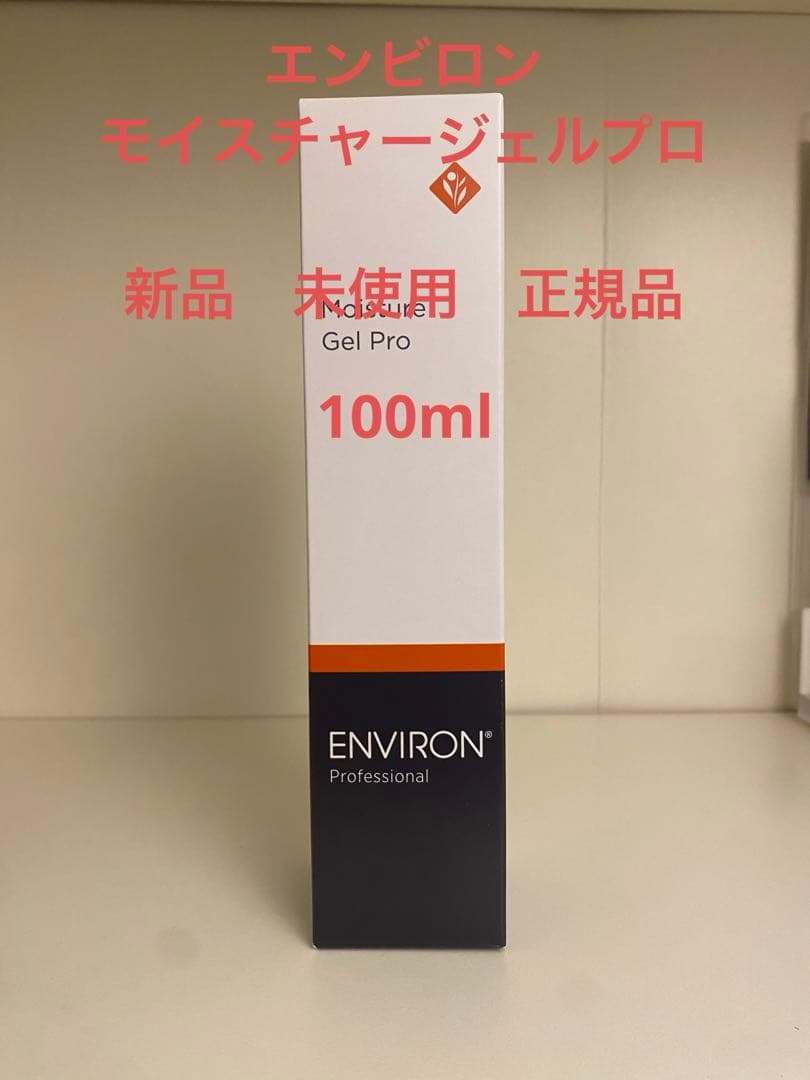 エンビロン
モイスチャージェルプロ
新品　未使用　正規品
Moisture
Gel Pro
100ml
ENVIRON®
Professional